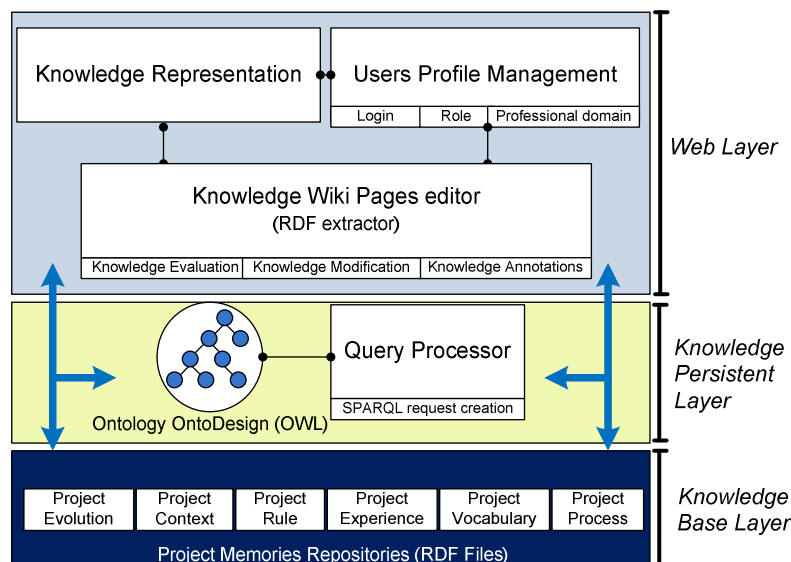 Knowledge Representation
Users Profile Management
Login
Role
Professional domain
Web Layer
Knowledge Wiki Pages editor
(RDF extractor)
Knowledge Evaluation
Knowledge Modification
Knowledge Annotations
Query Processor
SPARQL request creation
Ontology OntoDesign (OWL)
Knowledge
Persistent
Layer
Project
Evolution
Project
Context
Project
Rule
Project
Experience
Project
Vocabulary
Project
Process
Project Memories Repositories (RDF Files)
Knowledge
Base Layer